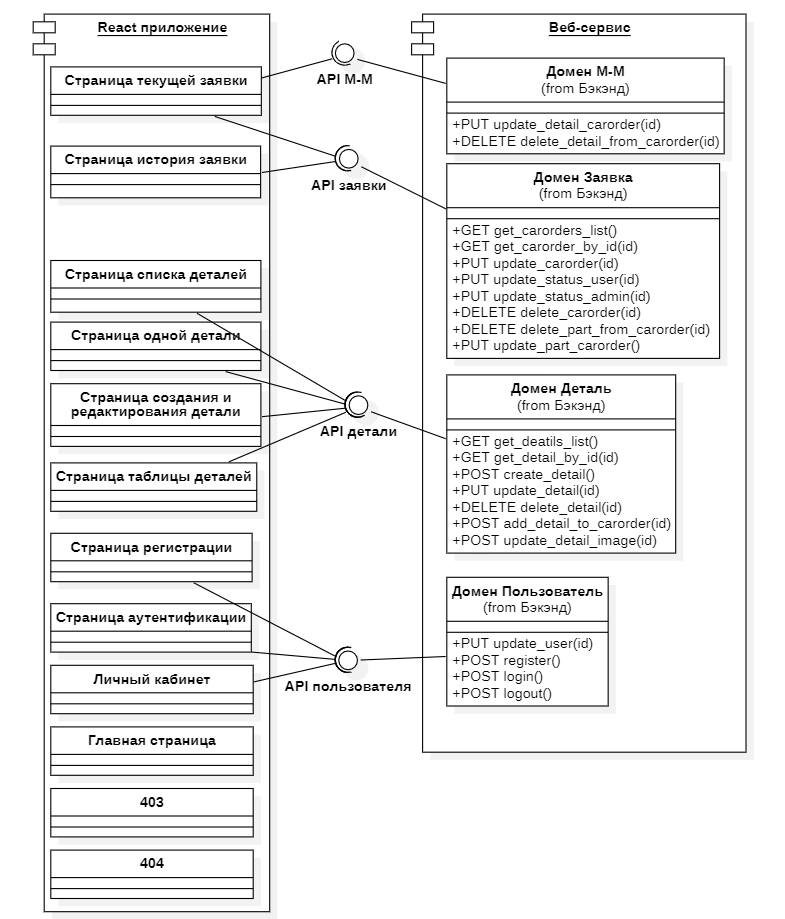 React приложение
Страница текущей заявки
Страница история заявки
Страница списка деталей
Страница одной детали
Страница создания и
редактирования детали
Страница таблицы деталей
Страница регистрации
Страница аутентификации
Личный кабинет
Главная страница
403
404
API М-М
API заявки
API детали
API пользователя
Веб-сервис
Домен М-М
(from Бэкэнд)
+PUT update_detail_carorder(id)
+DELETE delete_detail_from_carorder(id)
Домен Заявка
(from Бэкэнд)
+GET get_carorders_list()
+GET get_carorder_by_id(id)
+PUT update_carorder(id)
+PUT update_status_user(id)
+PUT update_status_admin(id)
+DELETE delete_carorder(id)
+DELETE delete_part_from_carorder(id)
+PUT update_part_carorder()
Домен Деталь
(from Бэкэнд)
+GET get_deatils_list()
+GET get_detail_by_id(id)
+POST create_detail()
+PUT update_detail(id)
+DELETE delete_detail(id)
+POST add_detail_to_carorder(id)
+POST update_detail_image(id)
Домен Пользователь
(from Бэкэнд)
+PUT update_user(id)
+POST register()
+POST login()
+POST logout()